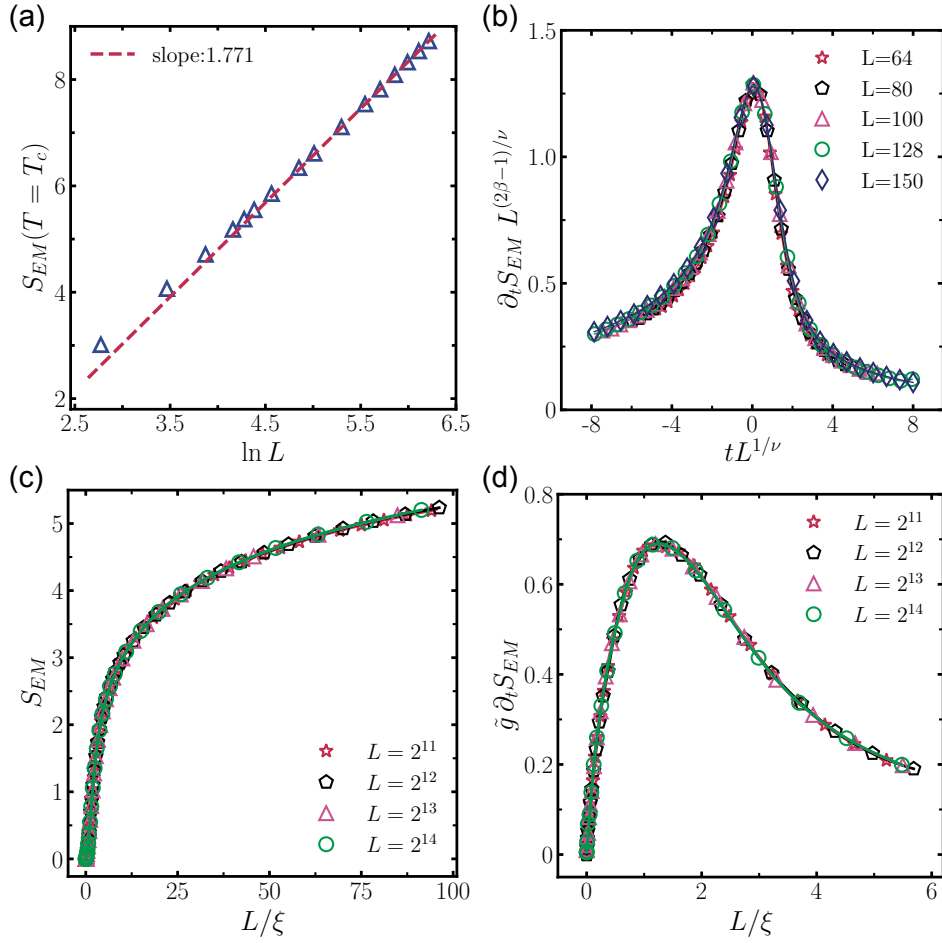 (a)
slope:1.771
8
6
4
2
2.5 3.5 4.5 5.5 6.5
S_{EM}(T = T_c)
ln L
(b)
L=64
L=80
L=100
L=128
L=150
1.5
1.0
0.5
0
-8 -4 0 4 8
∂_t S_{EM} L^{(2β−1)/ν}
tL^{1/ν}
(c)
5
4
3
2
1
0
0 25 50 75 100
S_{EM}
L/ξ
L = 2^{11}
L = 2^{12}
L = 2^{13}
L = 2^{14}
(d)
L = 2^{11}
L = 2^{12}
L = 2^{13}
L = 2^{14}
0.8
0.6
0.4
0.2
0
0 2 4 6
g̃ ∂_t S_{EM}
L/ξ